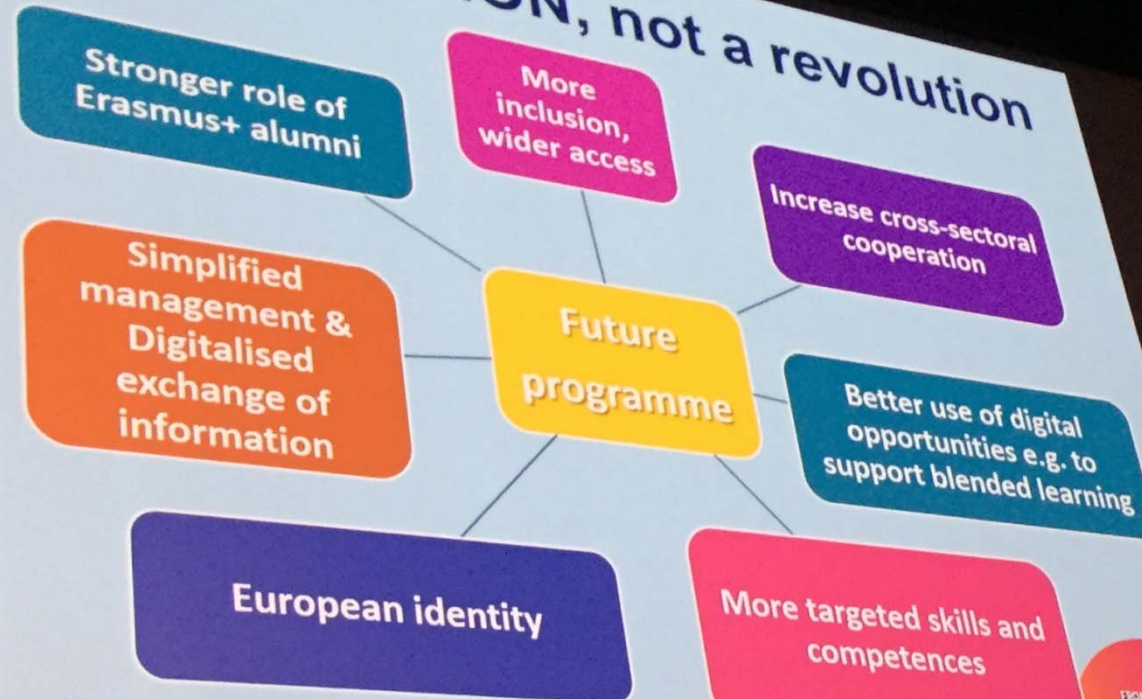 not a revolution
Stronger role of
Erasmus+ alumni
More
inclusion,
wider access
Increase cross-sectoral
cooperation
Simplified
management &
Digitalised
exchange of
information
Future
programme
Better use of digital
opportunities e.g. to
support blended learning
European identity
More targeted skills and
competences